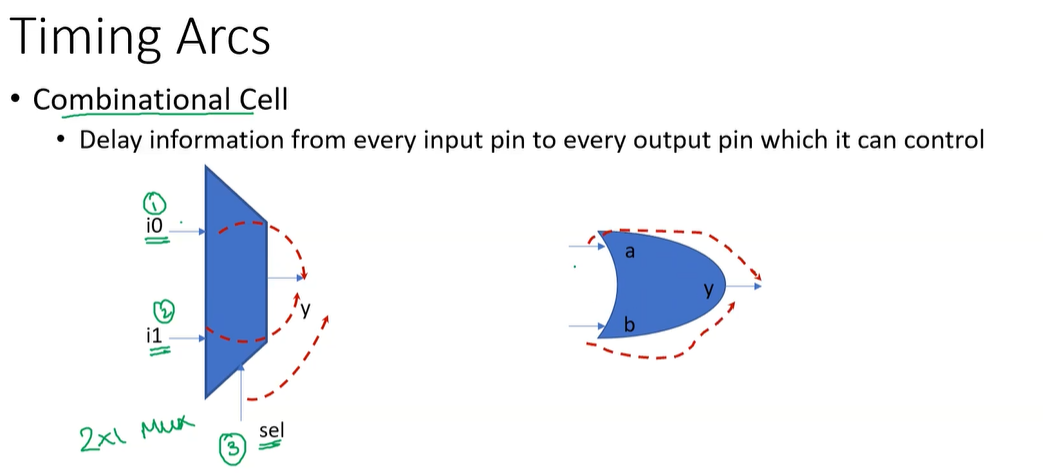 Timing Arcs
• Combinational Cell
• Delay information from every input pin to every output pin which it can control
1
i0
2
i1
y
2x1 Mux
3
sel
a
y
b